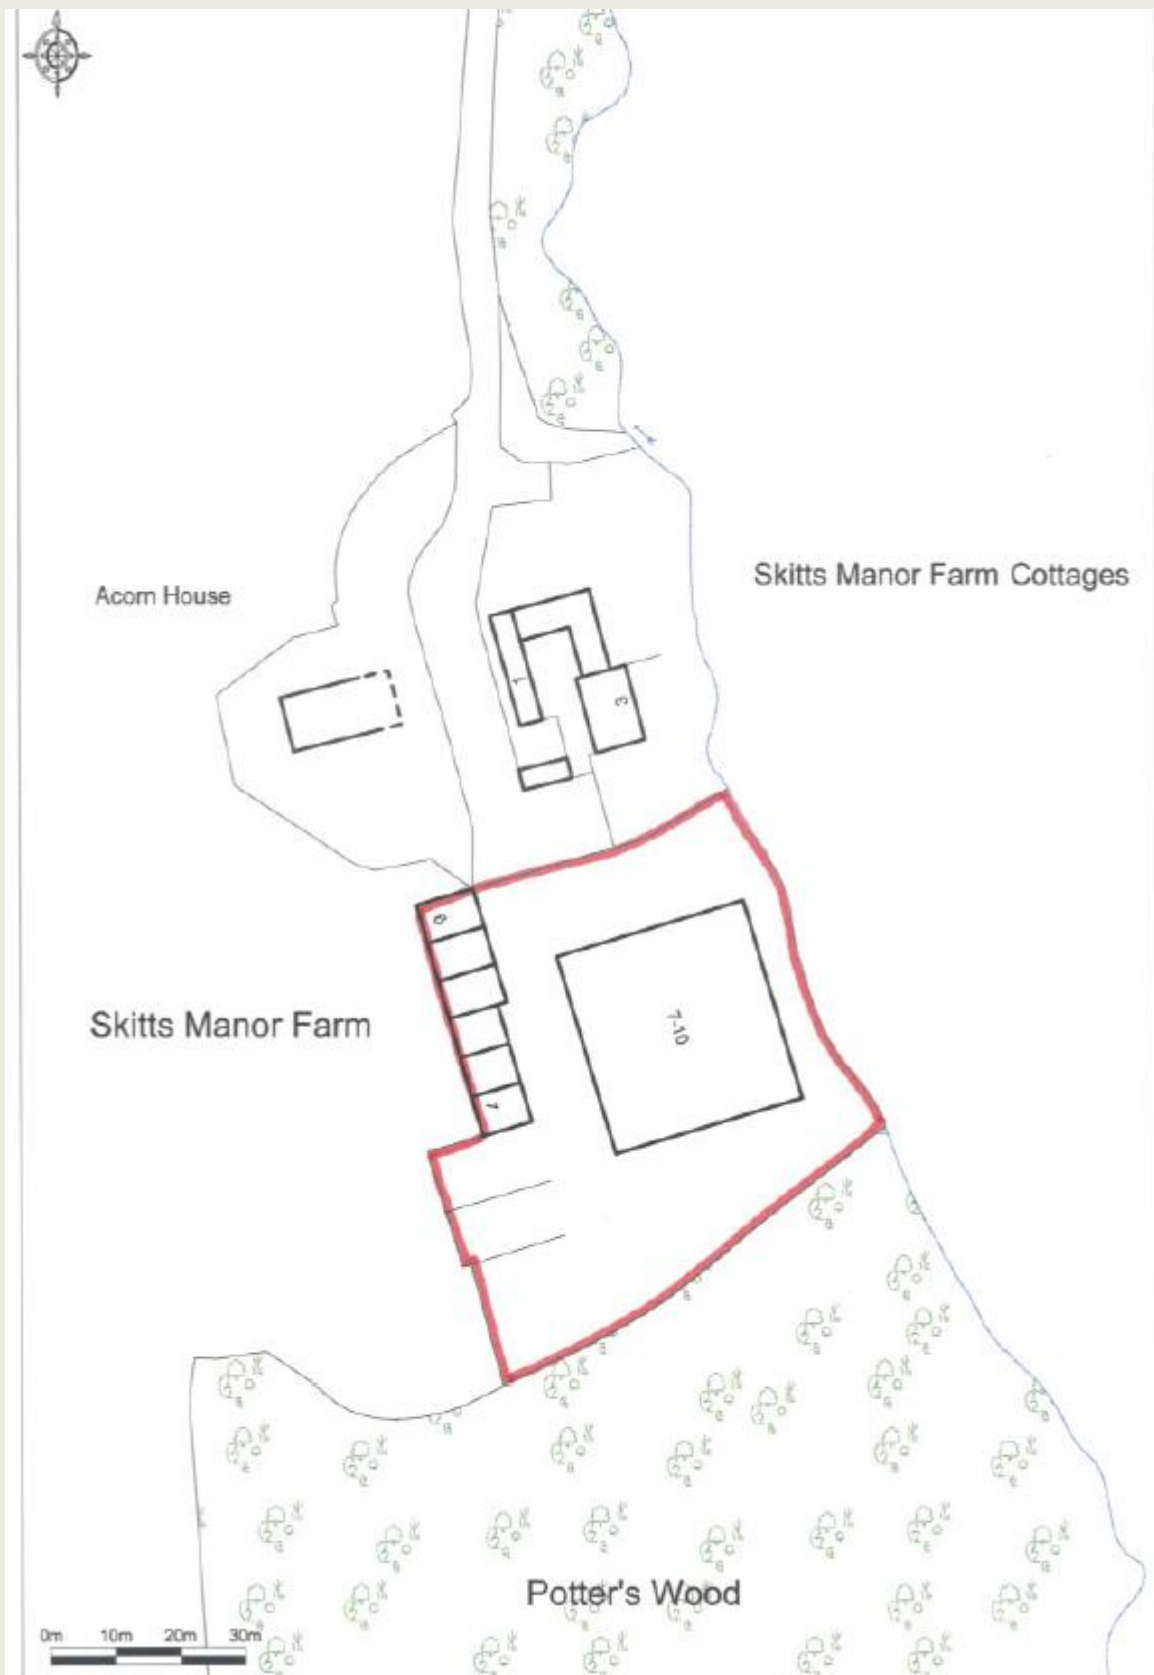 Skitts Manor Farm Cottages
Acorn House
1
3
6
Skitts Manor Farm
7-10
1
Potter's Wood
0m 10m 20m 30m